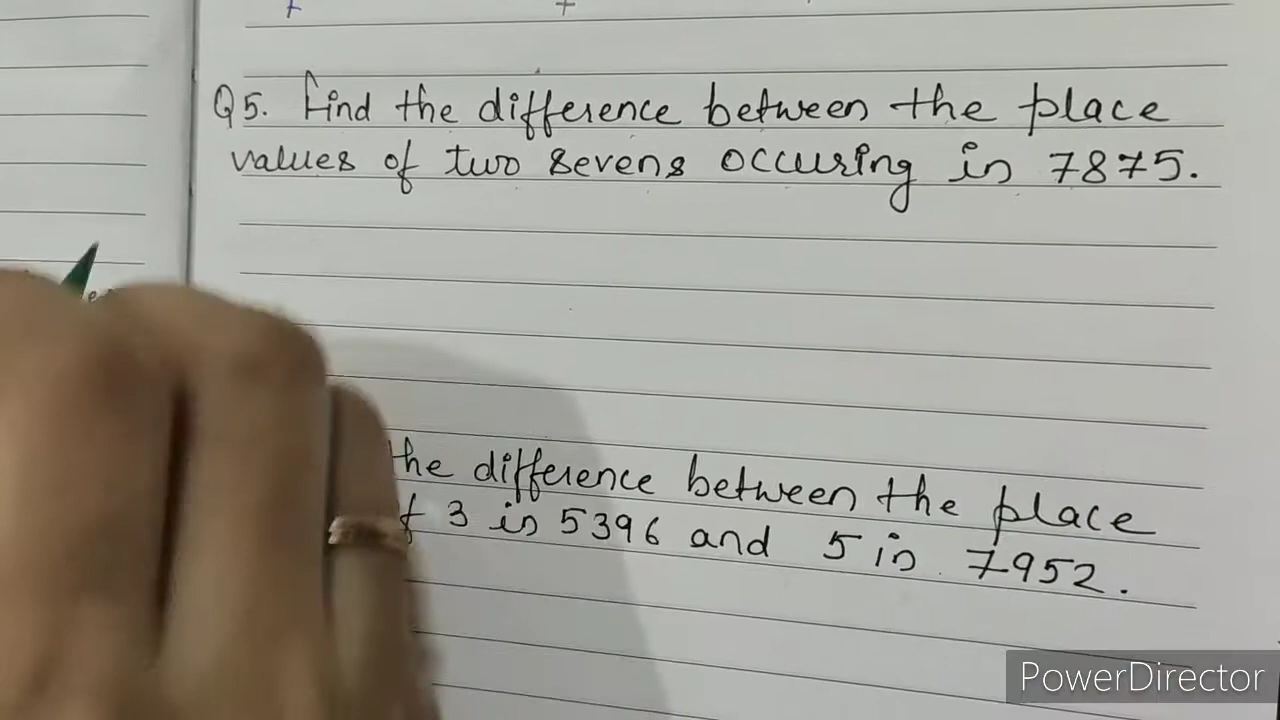 Q5. Find the difference between the place
values of two sevens occuring in 7875.
the difference between the place
3 in 5396 and 5 in 7952.
PowerDirector